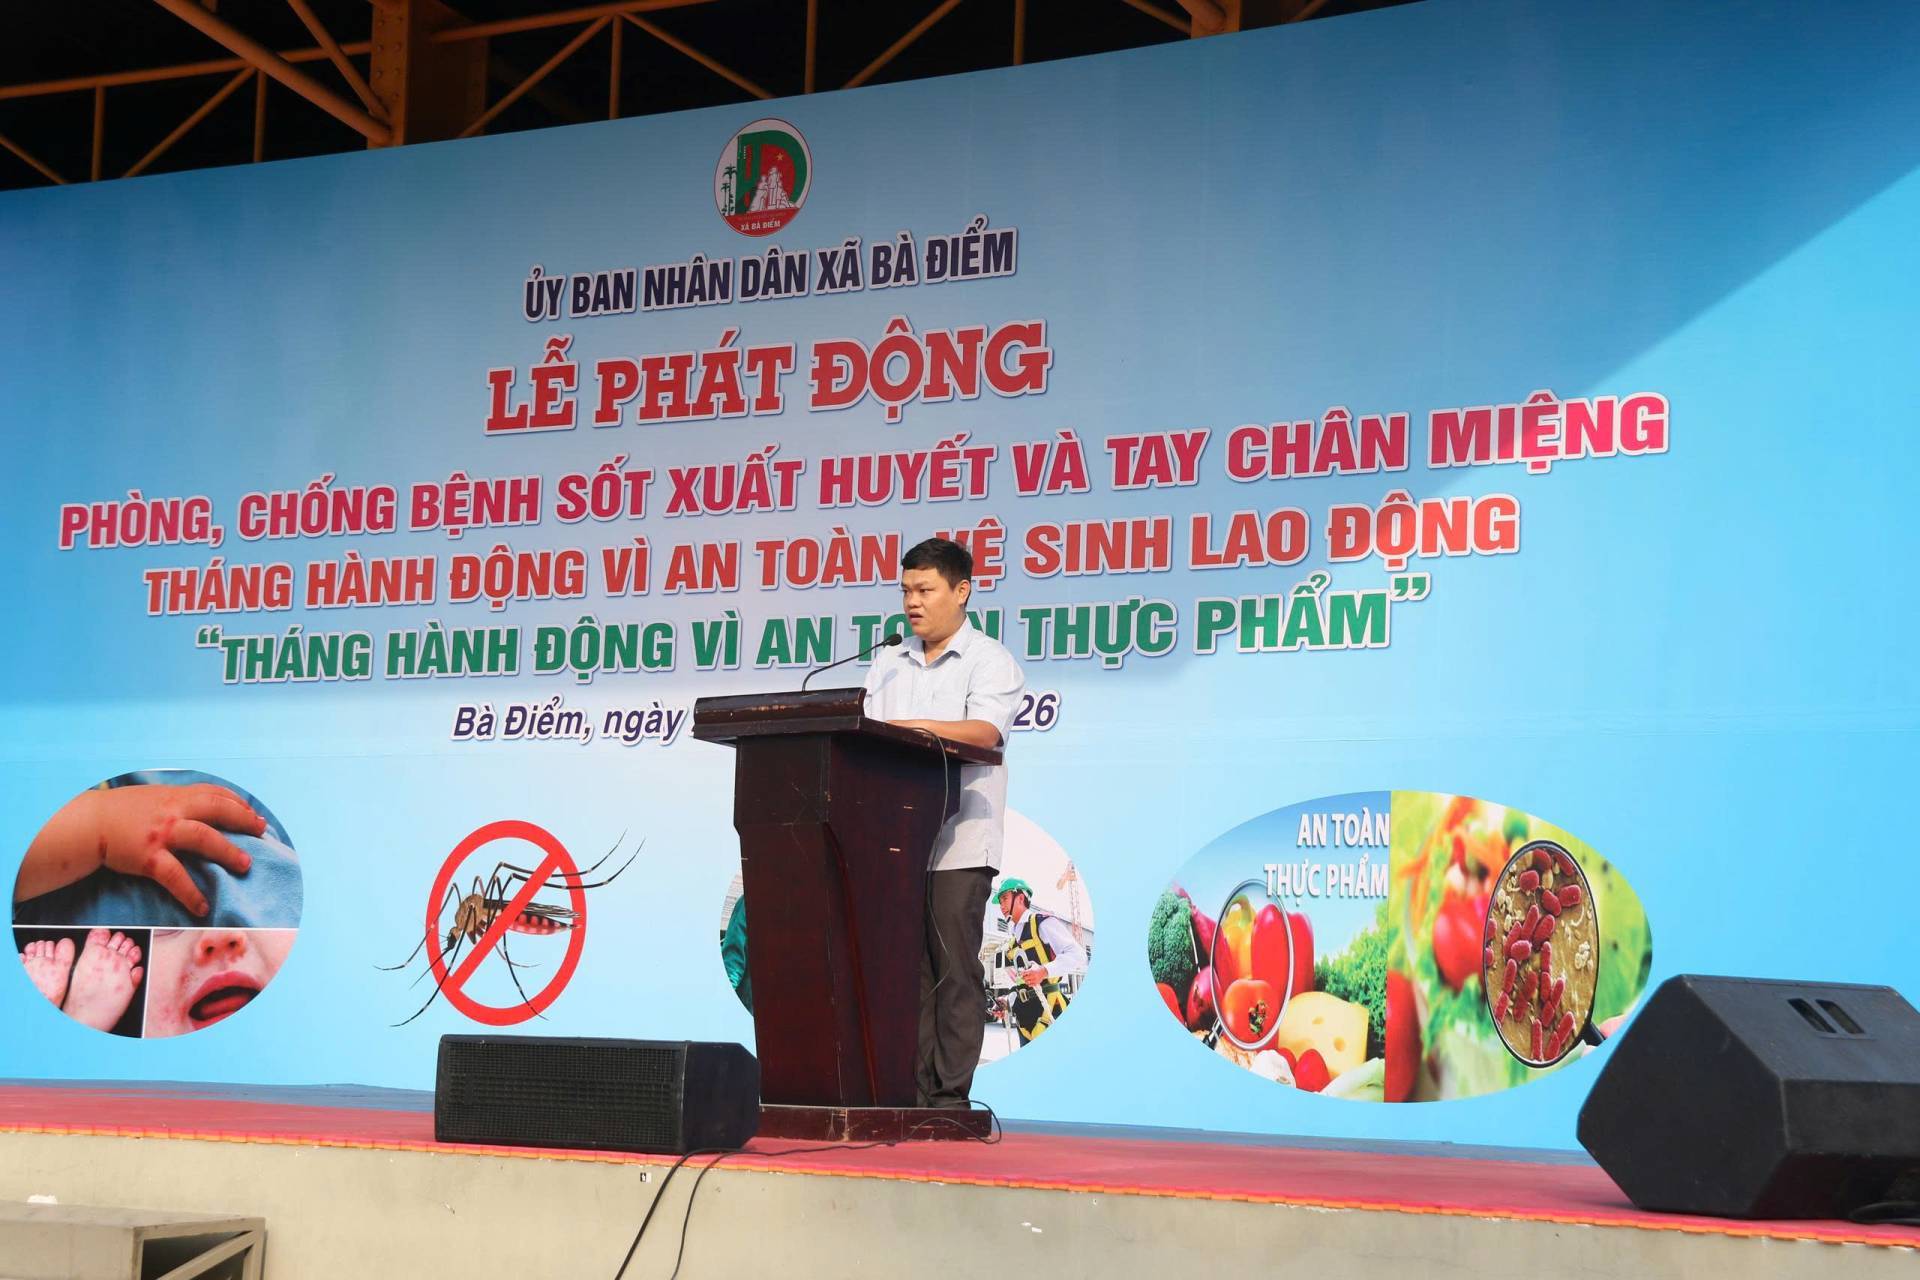 XÃ BÀ ĐIỂM
ỦY BAN NHÂN DÂN XÃ BÀ ĐIỂM
LỄ PHÁT ĐỘNG
PHÒNG, CHỐNG BỆNH SỐT XUẤT HUYẾT VÀ TAY CHÂN MIỆNG
THÁNG HÀNH ĐỘNG VÌ AN TOÀN, VỆ SINH LAO ĐỘNG
“THÁNG HÀNH ĐỘNG VÌ AN TOÀN THỰC PHẨM”
Bà Điểm, ngày 26
AN TOÀN
THỰC PHẨM